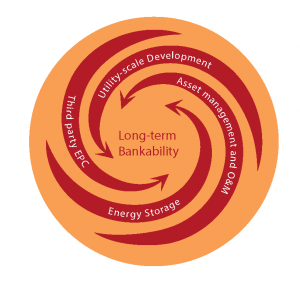 Utility-scale Development
Asset management and O&M
Third party EPC
Long-term
Bankability
Energy Storage